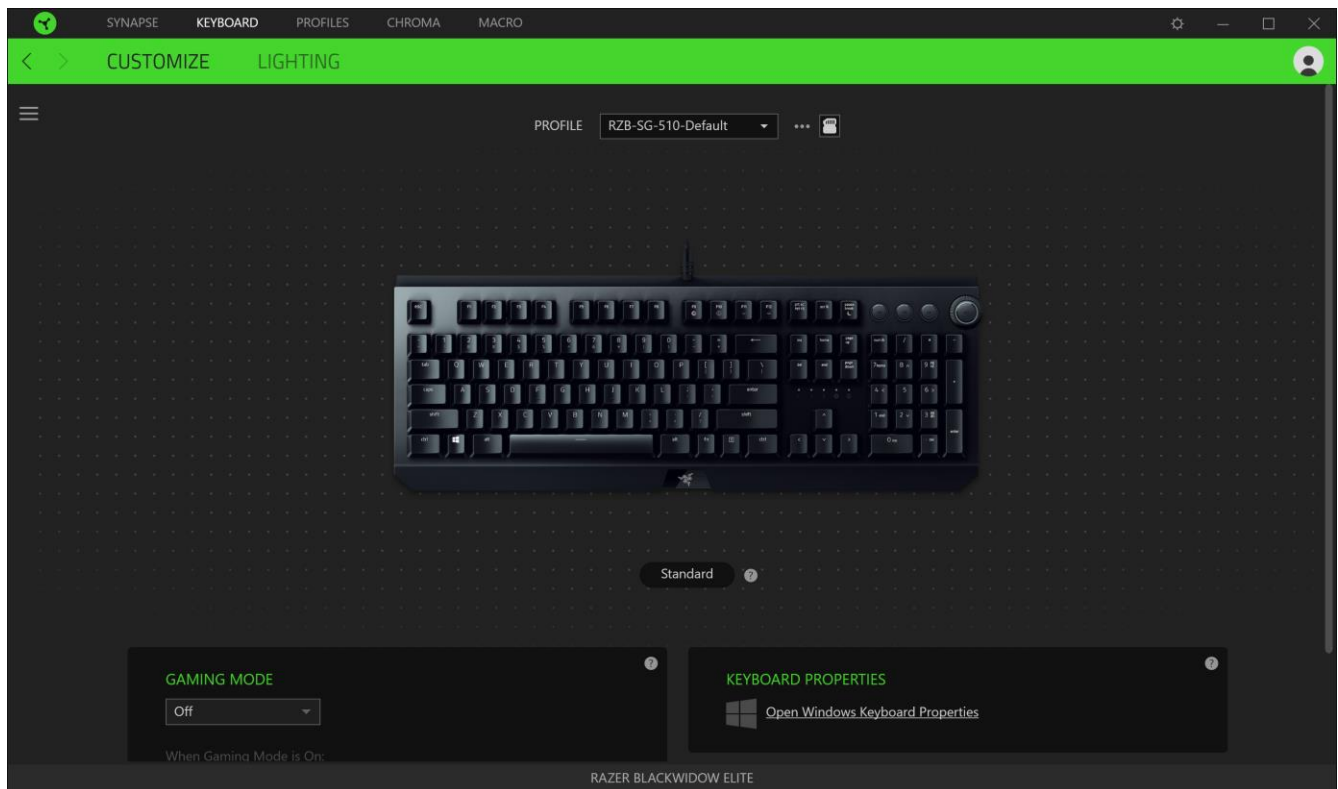 SYNAPSE KEYBOARD PROFILES CHROMA MACRO
CUSTOMIZE LIGHTING
PROFILE RZB-SG-510-Default
Standard ?
GAMING MODE ?
Off
When Gaming Mode is On:
KEYBOARD PROPERTIES ?
Open Windows Keyboard Properties
RAZER BLACKWIDOW ELITE